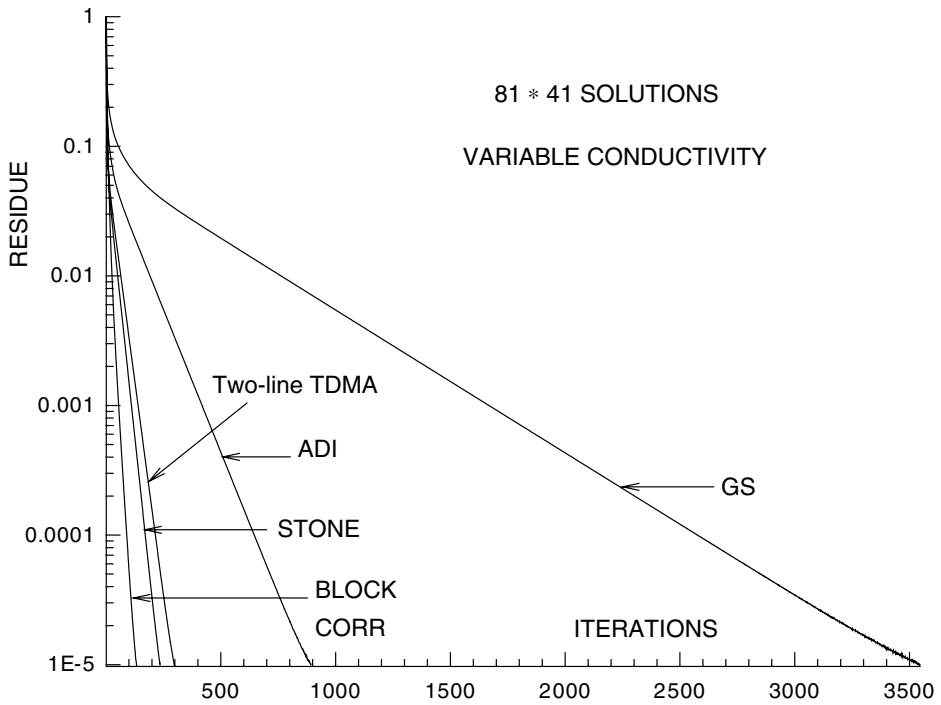 1
81 * 41 SOLUTIONS
0.1
VARIABLE CONDUCTIVITY
RESIDUE
0.01
Two-line TDMA
0.001
ADI
GS
STONE
0.0001
BLOCK
CORR
ITERATIONS
1E-5
500 1000 1500 2000 2500 3000 3500